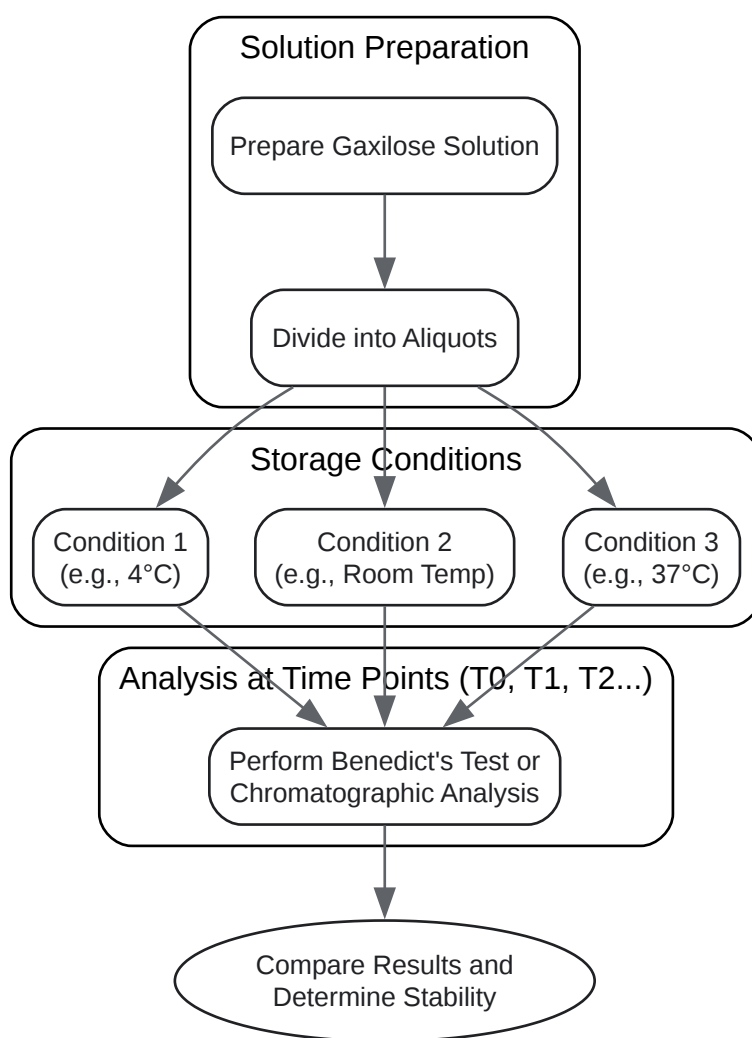 Solution Preparation
Prepare Gaxilose Solution
Divide into Aliquots
Storage Conditions
Condition 1
(e.g., 4°C)
Condition 2
(e.g., Room Temp)
Condition 3
(e.g., 37°C)
Analysis at Time Points (T0, T1, T2...)
Perform Benedict's Test or
Chromatographic Analysis
Compare Results and
Determine Stability